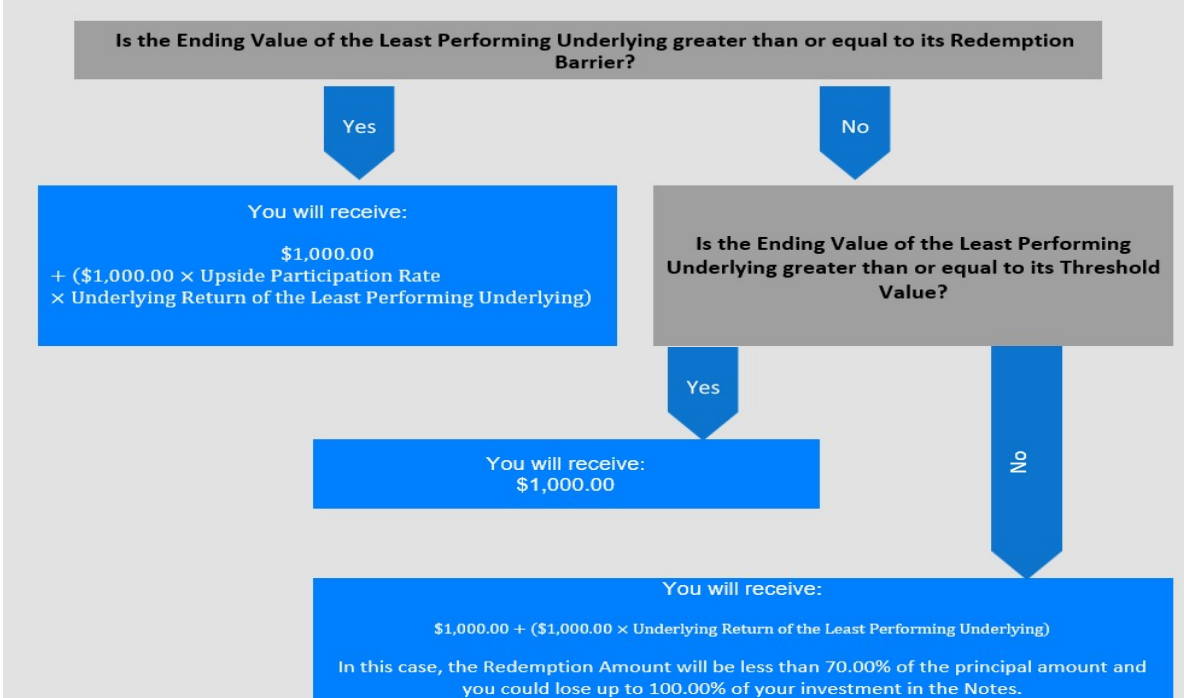 Is the Ending Value of the Least Performing Underlying greater than or equal to its Redemption
Barrier?
Yes
No
You will receive:
$1,000.00
+ ($1,000.00 × Upside Participation Rate
× Underlying Return of the Least Performing Underlying)
Is the Ending Value of the Least Performing
Underlying greater than or equal to its Threshold
Value?
Yes
No
You will receive:
$1,000.00
You will receive:
$1,000.00 + ($1,000.00 × Underlying Return of the Least Performing Underlying)
In this case, the Redemption Amount will be less than 70.00% of the principal amount and
you could lose up to 100.00% of your investment in the Notes.